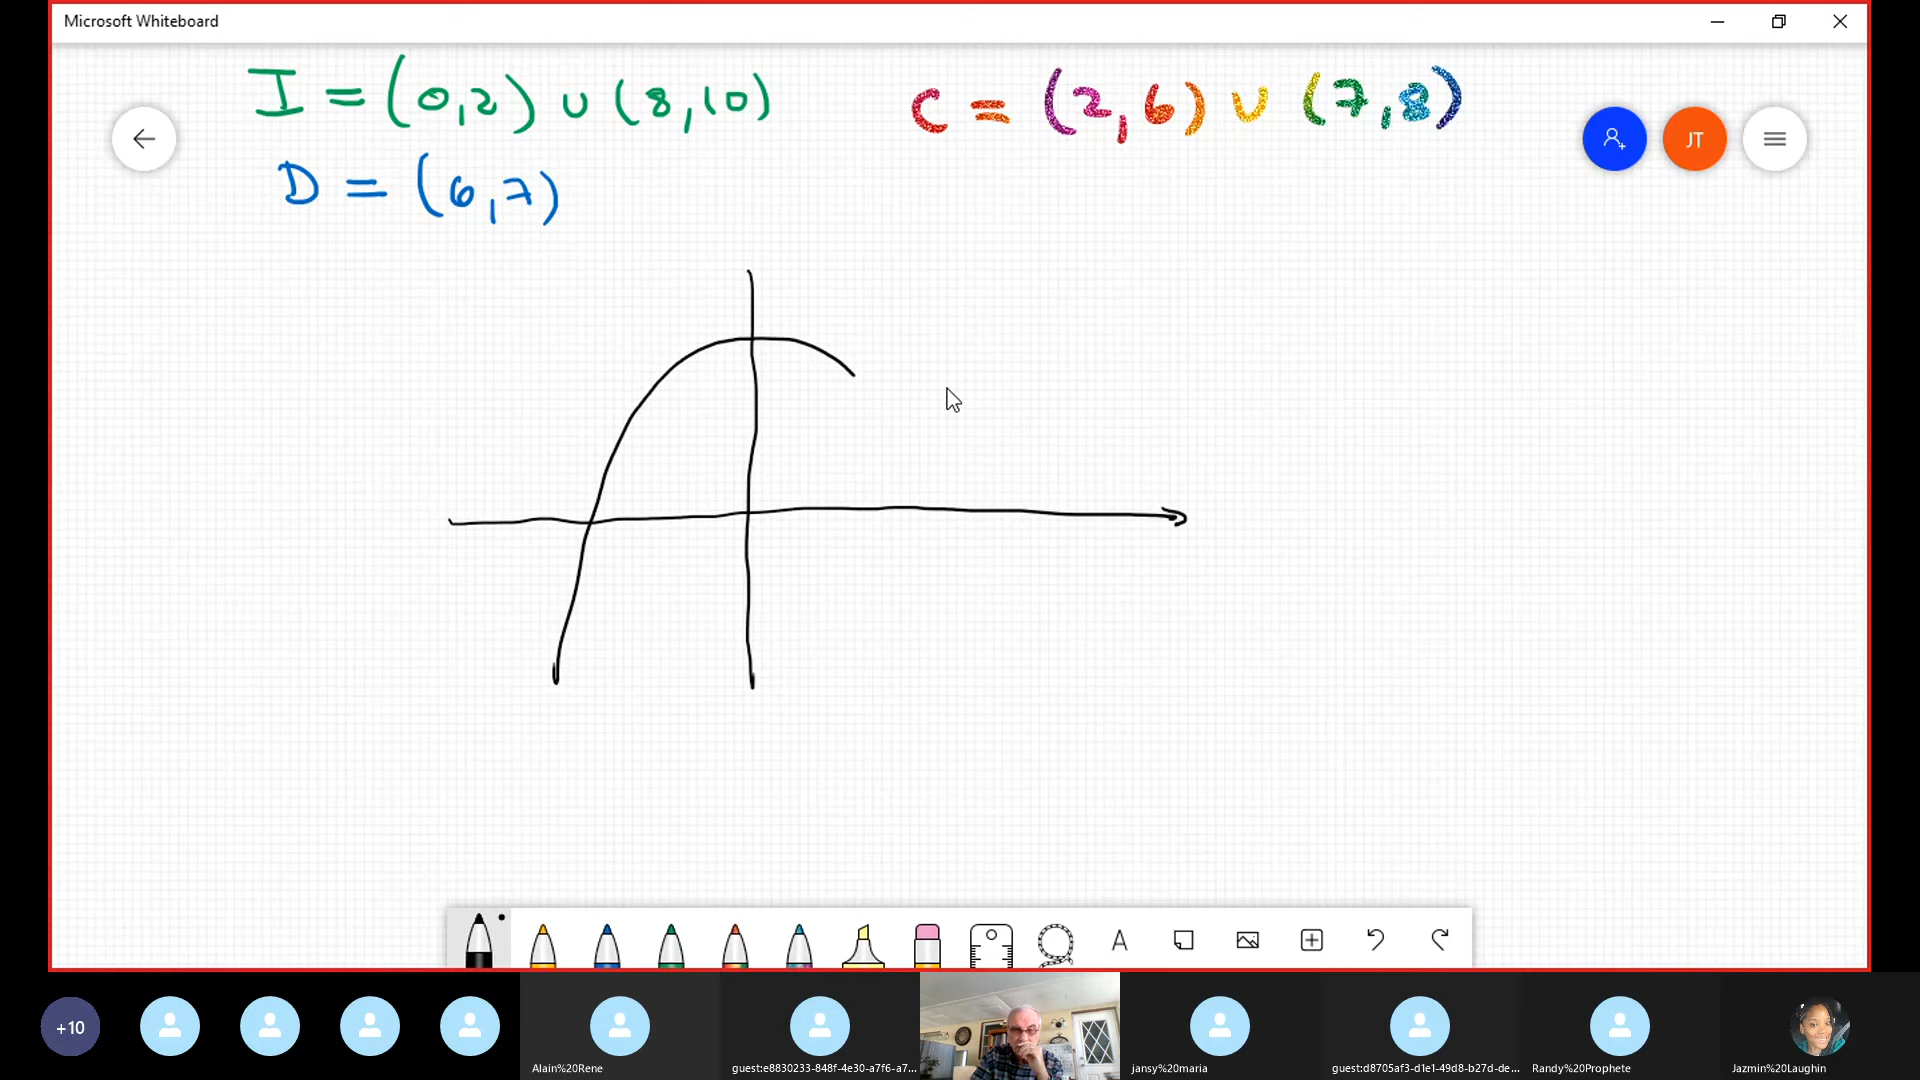 Microsoft Whiteboard
I = (0,2) ∪ (8,10)
C = (2,6) ∪ (7,8)
D = (6,7)
JT
A
+10
Alain%20Rene
guest:e8830233-848f-4e30-a7f6-a7...
jansy%20maria
guest:d8705af3-d1e1-49d8-b27d-de...
Randy%20Prophete
Jazmin%20Laughin